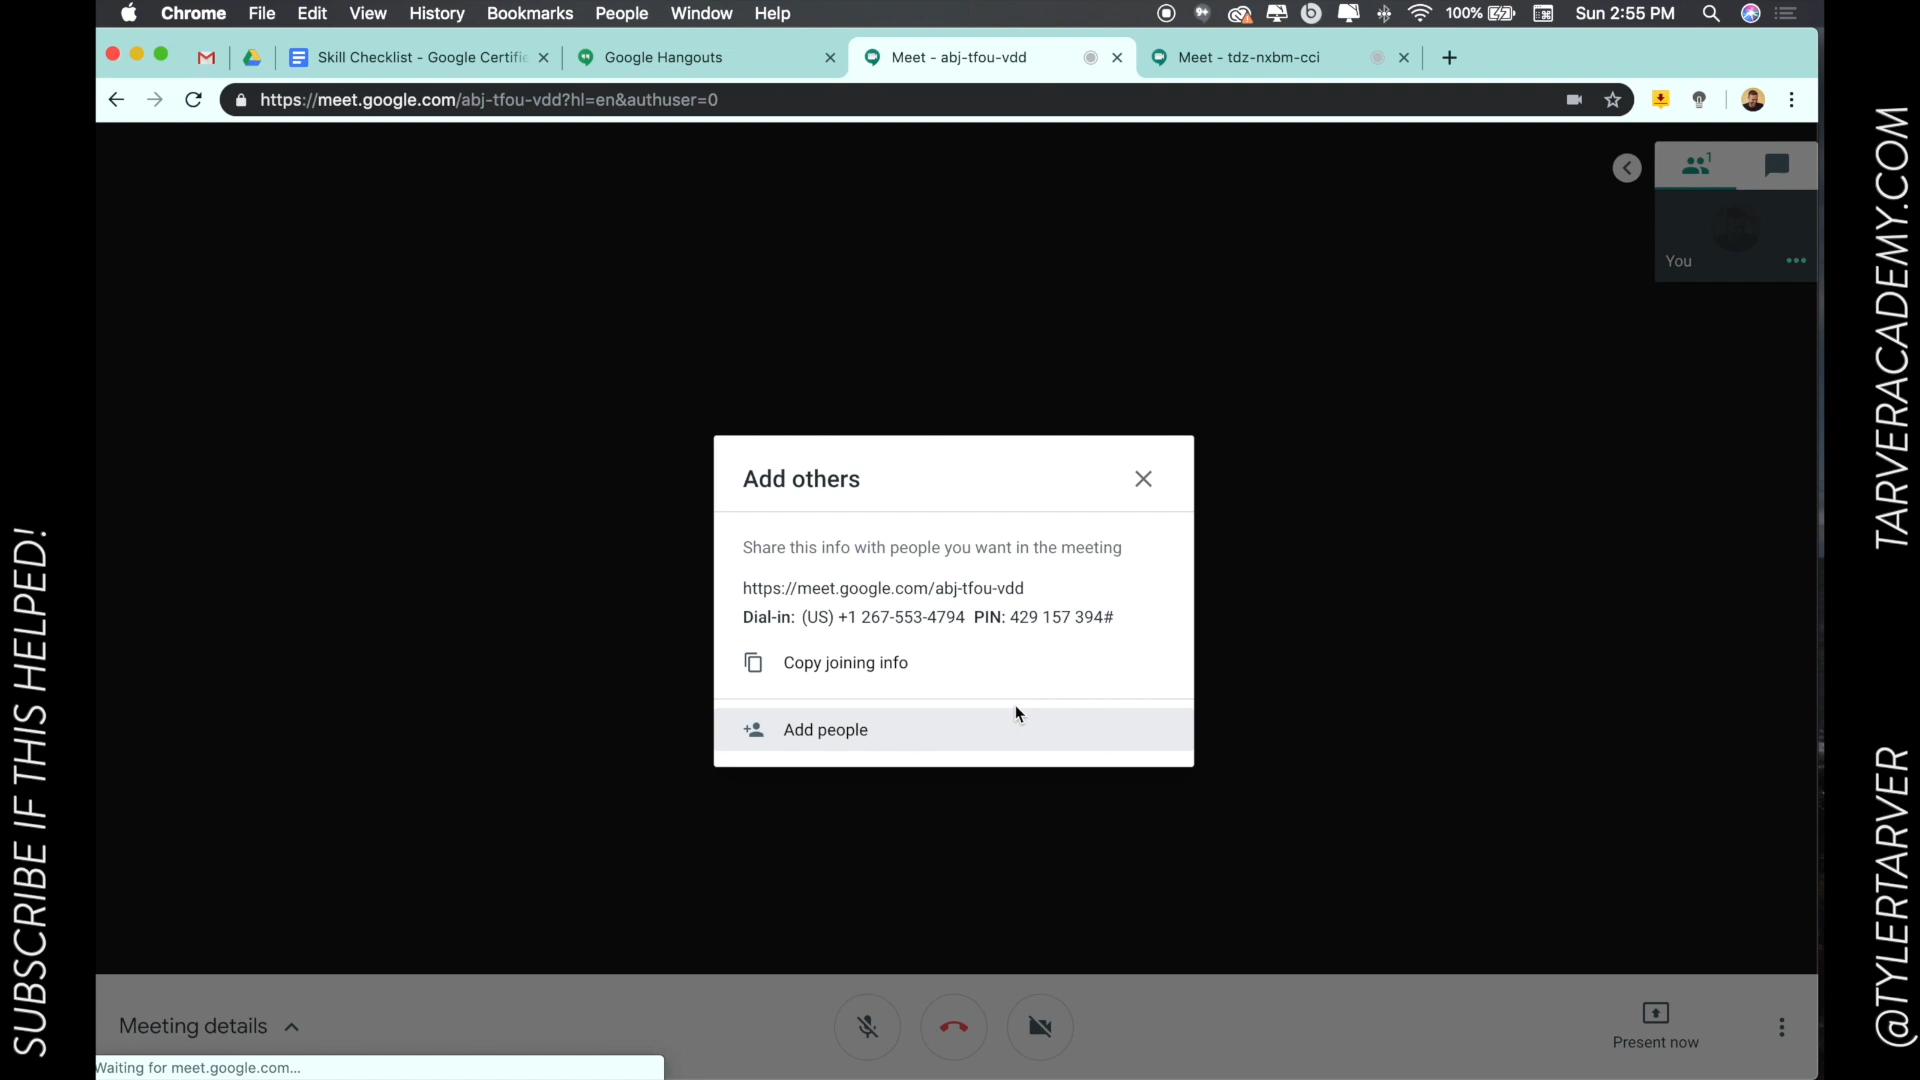 Chrome File Edit View History Bookmarks People Window Help 100% Sun 2:55 PM
Skill Checklist - Google Certifi
Google Hangouts
Meet - abj-tfou-vdd
Meet - tdz-nxbm-cci
https://meet.google.com/abj-tfou-vdd?hl=en&authuser=0
1
You
Add others
Share this info with people you want in the meeting
https://meet.google.com/abj-tfou-vdd
Dial-in: (US) +1 267-553-4794 PIN: 429 157 394#
Copy joining info
Add people
Meeting details
Present now
Waiting for meet.google.com...
SUBSCRIBE IF THIS HELPED!
TARVERACADEMY.COM
@TYLERTARVER